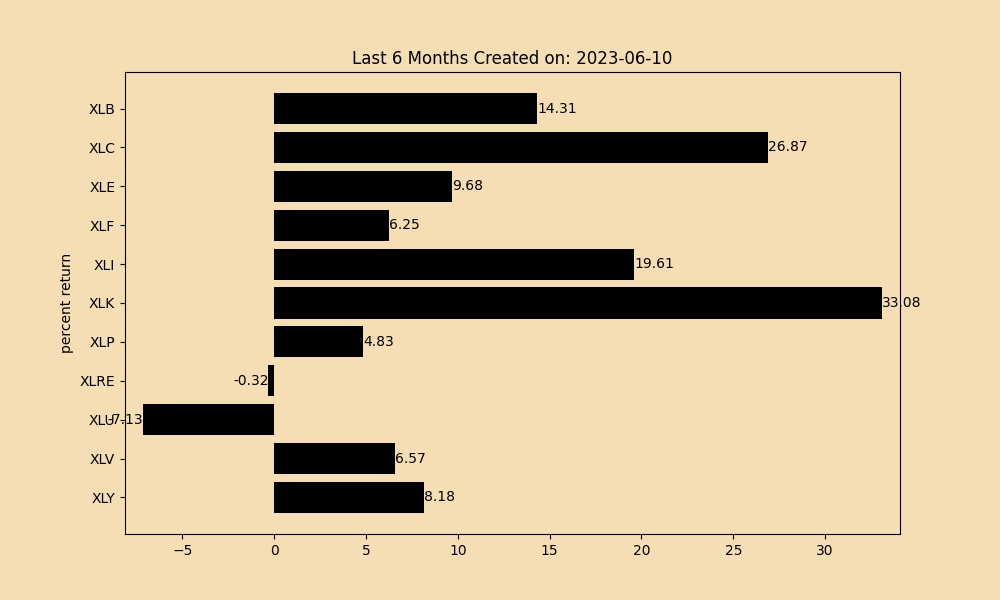 Last 6 Months Created on: 2023-06-10
percent return
XLB 14.31
XLC 26.87
XLE 9.68
XLF 6.25
XLI 19.61
XLK 33.08
XLP 4.83
XLRE -0.32
XLU -7.13
XLV 6.57
XLY 8.18
−5 0 5 10 15 20 25 30